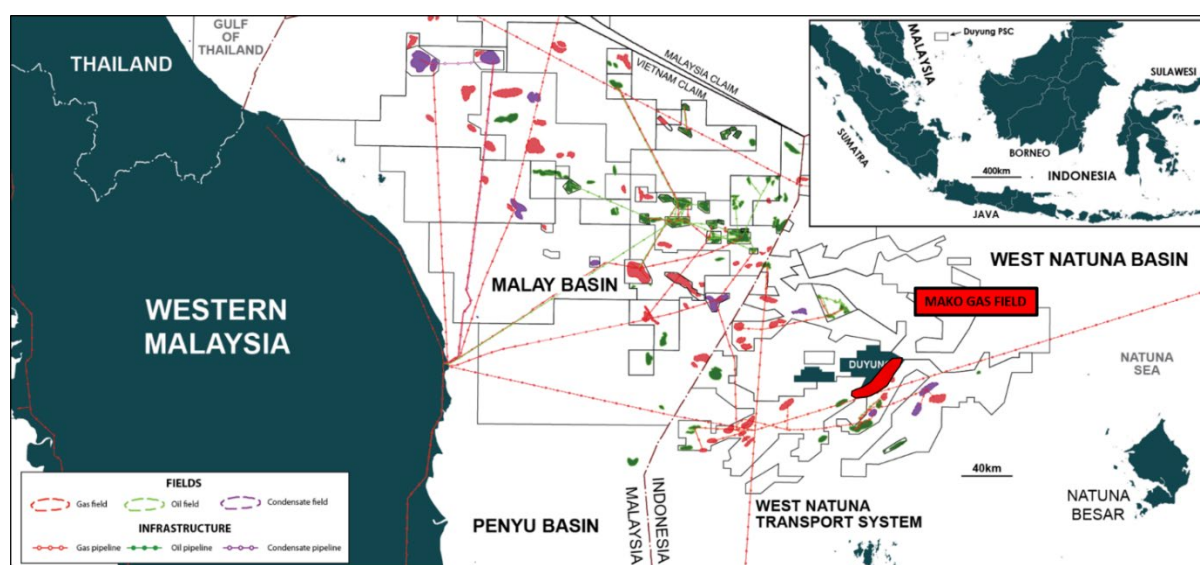 GULF OF
THAILAND
THAILAND
MALAYSIA CLAIM
VIETNAM CLAIM
MALAYSIA
Duyung PSC
SULAWESI
SUMATRA
BORNEO
400km
INDONESIA
JAVA
MALAY BASIN
WEST NATUNA BASIN
MAKO GAS FIELD
WESTERN
MALAYSIA
DUYUNG
NATUNA
SEA
40km
FIELDS
Gas field
Oil field
Condensate field
INFRASTRUCTURE
Gas pipeline
Oil pipeline
Condensate pipeline
PENYU BASIN
MALAYSIA
INDONESIA
WEST NATUNA
TRANSPORT SYSTEM
NATUNA
BESAR